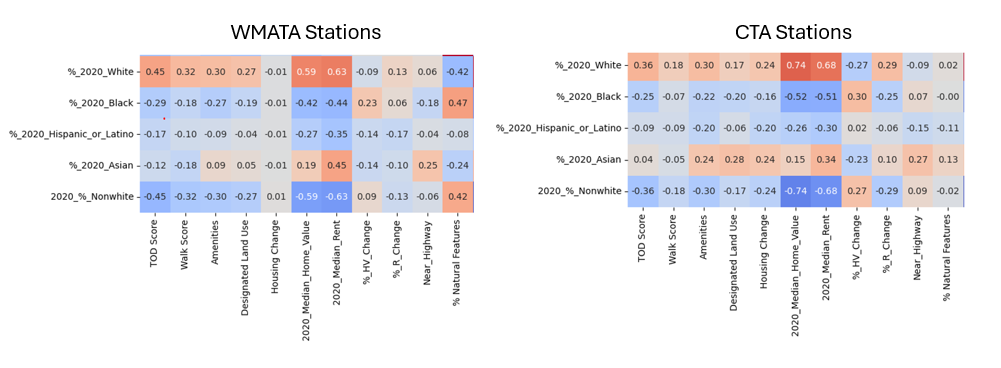 WMATA Stations
%_2020_White 0.45 0.32 0.30 0.27 -0.01 0.59 0.63 -0.09 0.13 0.06 -0.42
%_2020_Black -0.29 -0.18 -0.27 -0.19 -0.01 -0.42 -0.44 0.23 0.06 -0.18 0.47
%_2020_Hispanic_or_Latino -0.17 -0.10 -0.09 -0.04 -0.01 -0.27 -0.35 -0.14 -0.17 -0.04 -0.08
%_2020_Asian -0.12 -0.18 0.09 0.05 -0.01 0.19 0.45 -0.14 -0.10 0.25 -0.24
2020_%_Nonwhite -0.45 -0.32 -0.30 -0.27 0.01 -0.59 -0.63 0.09 -0.13 -0.06 0.42
TOD Score
Walk Score
Amenities
Designated Land Use
Housing Change
2020_Median_Home_Value
2020_Median_Rent
%_HV_Change
%_R_Change
Near_Highway
% Natural Features
CTA Stations
%_2020_White 0.36 0.18 0.30 0.17 0.24 0.74 0.68 -0.27 0.29 -0.09 0.02
%_2020_Black -0.25 -0.07 -0.22 -0.20 -0.16 -0.52 -0.51 0.30 -0.25 0.07 -0.00
%_2020_Hispanic_or_Latino -0.09 -0.09 -0.20 -0.06 -0.20 -0.26 -0.30 0.02 -0.06 -0.15 -0.11
%_2020_Asian 0.04 -0.05 0.24 0.28 0.24 0.15 0.34 -0.23 0.10 0.27 0.13
2020_%_Nonwhite -0.36 -0.18 -0.30 -0.17 -0.24 -0.74 -0.68 0.27 -0.29 0.09 -0.02
TOD Score
Walk Score
Amenities
Designated Land Use
Housing Change
2020_Median_Home_Value
2020_Median_Rent
%_HV_Change
%_R_Change
Near_Highway
% Natural Features